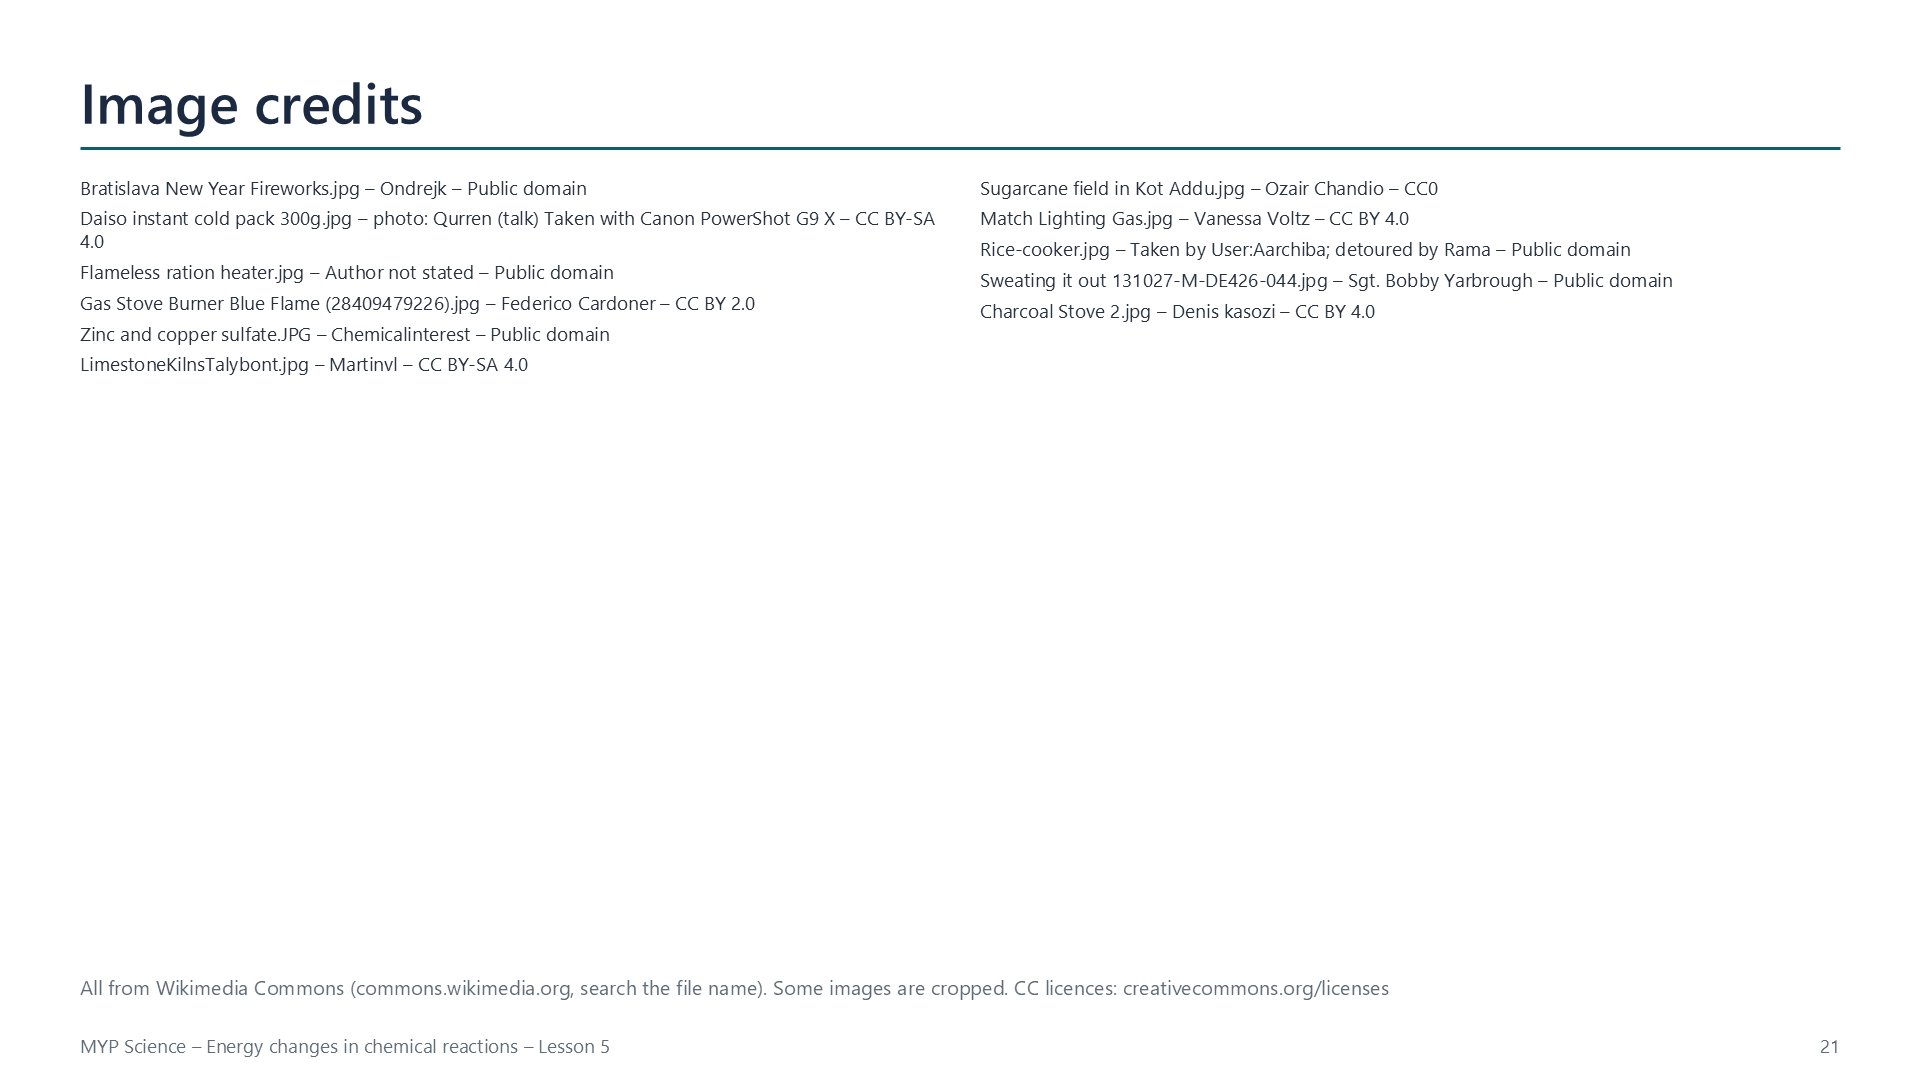 Image credits
Bratislava New Year Fireworks.jpg – Ondrejk – Public domain
Daiso instant cold pack 300g.jpg – photo: Qurren (talk) Taken with Canon PowerShot G9 X – CC BY-SA
4.0
Flameless ration heater.jpg – Author not stated – Public domain
Gas Stove Burner Blue Flame (28409479226).jpg – Federico Cardoner – CC BY 2.0
Zinc and copper sulfate.JPG – Chemicalinterest – Public domain
LimestoneKilnsTalybont.jpg – Martinvl – CC BY-SA 4.0
Sugarcane field in Kot Addu.jpg – Ozair Chandio – CC0
Match Lighting Gas.jpg – Vanessa Voltz – CC BY 4.0
Rice-cooker.jpg – Taken by User:Aarchiba; detoured by Rama – Public domain
Sweating it out 131027-M-DE426-044.jpg – Sgt. Bobby Yarbrough – Public domain
Charcoal Stove 2.jpg – Denis kasozi – CC BY 4.0
All from Wikimedia Commons (commons.wikimedia.org, search the file name). Some images are cropped. CC licences: creativecommons.org/licenses
MYP Science – Energy changes in chemical reactions – Lesson 5
21